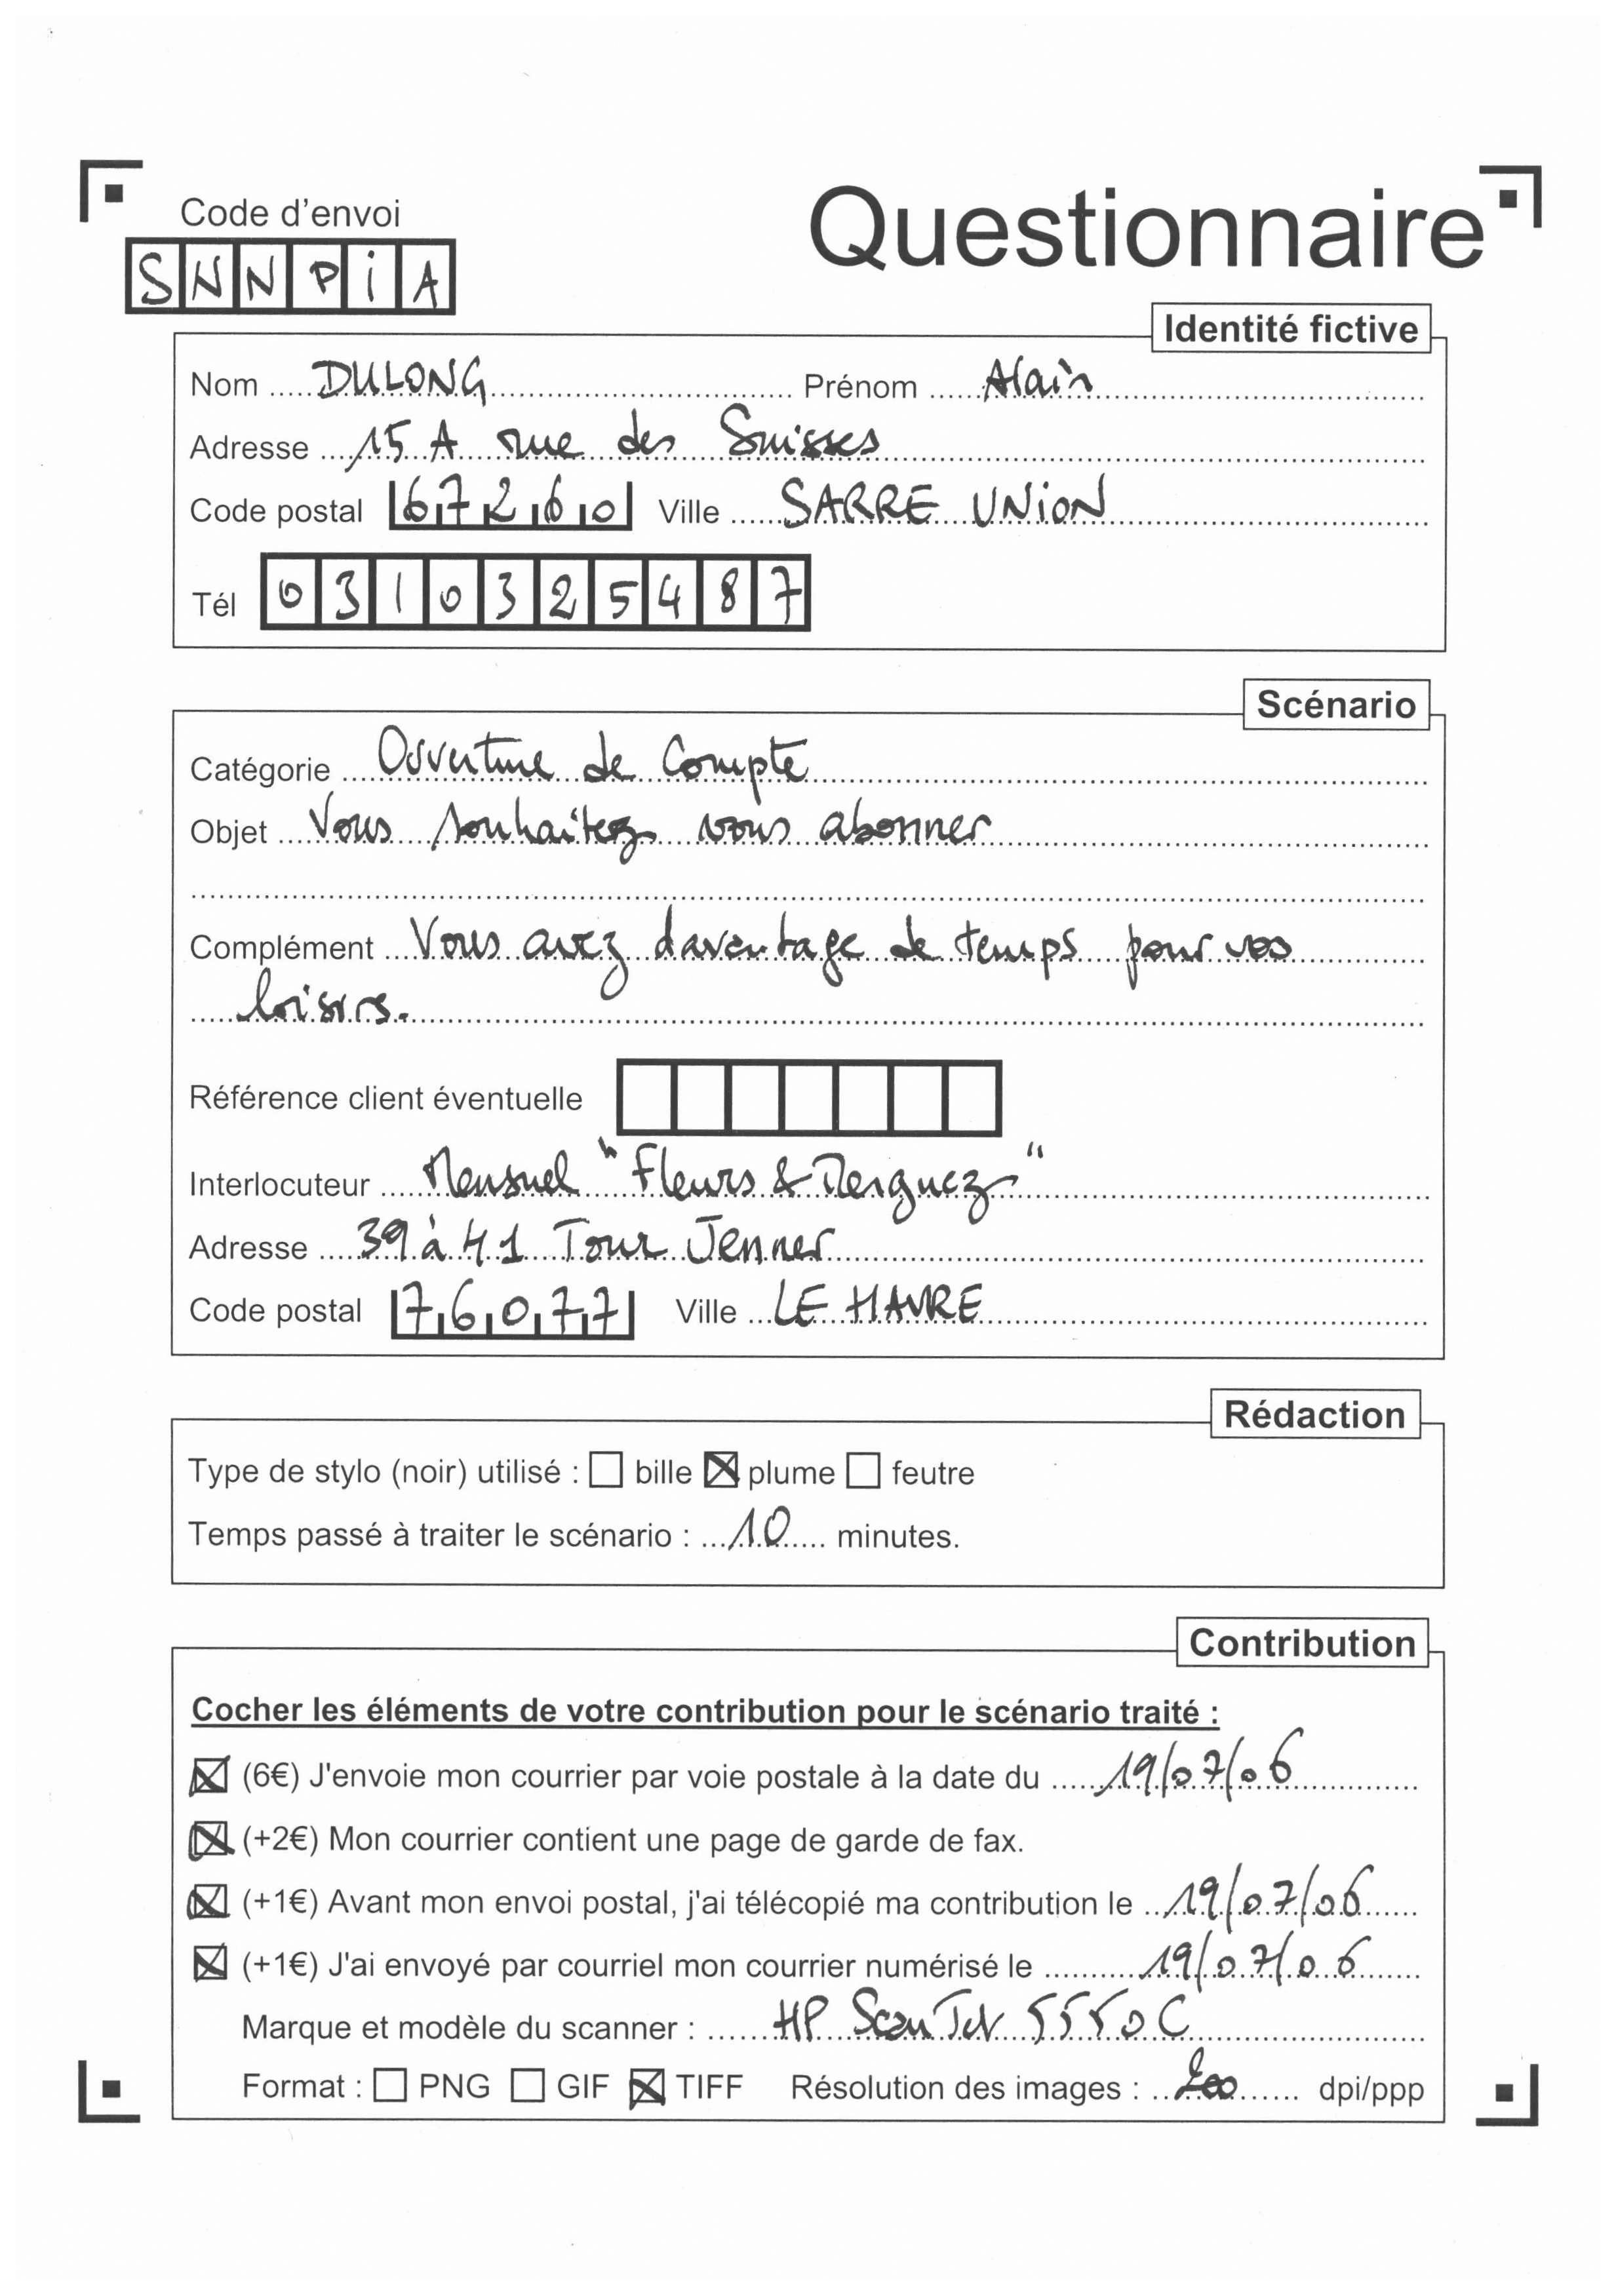 Code d'envoi
Questionnaire
SNNPiA
Identité fictive
Nom DULONG Prénom Alain
Adresse 15 A rue des Suisses
Code postal 67260 Ville SARRE UNiON
Tél 0310325487
Scénario
Catégorie Ouverture de Compte
Objet Vous souhaitez vous abonner
Complément Vous avez davantage de temps pour vos
loisirs.
Référence client éventuelle
Interlocuteur Mensuel "Fleurs & Merguez"
Adresse 39 à 41 Tour Jenner
Code postal 76077 Ville LE HAVRE
Rédaction
Type de stylo (noir) utilisé : bille plume feutre
Temps passé à traiter le scénario : 10 minutes.
Contribution
Cocher les éléments de votre contribution pour le scénario traité :
(6€) J'envoie mon courrier par voie postale à la date du 19/07/06
(+2€) Mon courrier contient une page de garde de fax.
(+1€) Avant mon envoi postal, j'ai télécopié ma contribution le 19/07/06
(+1€) J'ai envoyé par courriel mon courrier numérisé le 19/07/06
Marque et modèle du scanner : HP ScanJet 5550C
Format : PNG GIF TIFF Résolution des images : 200 dpi/ppp